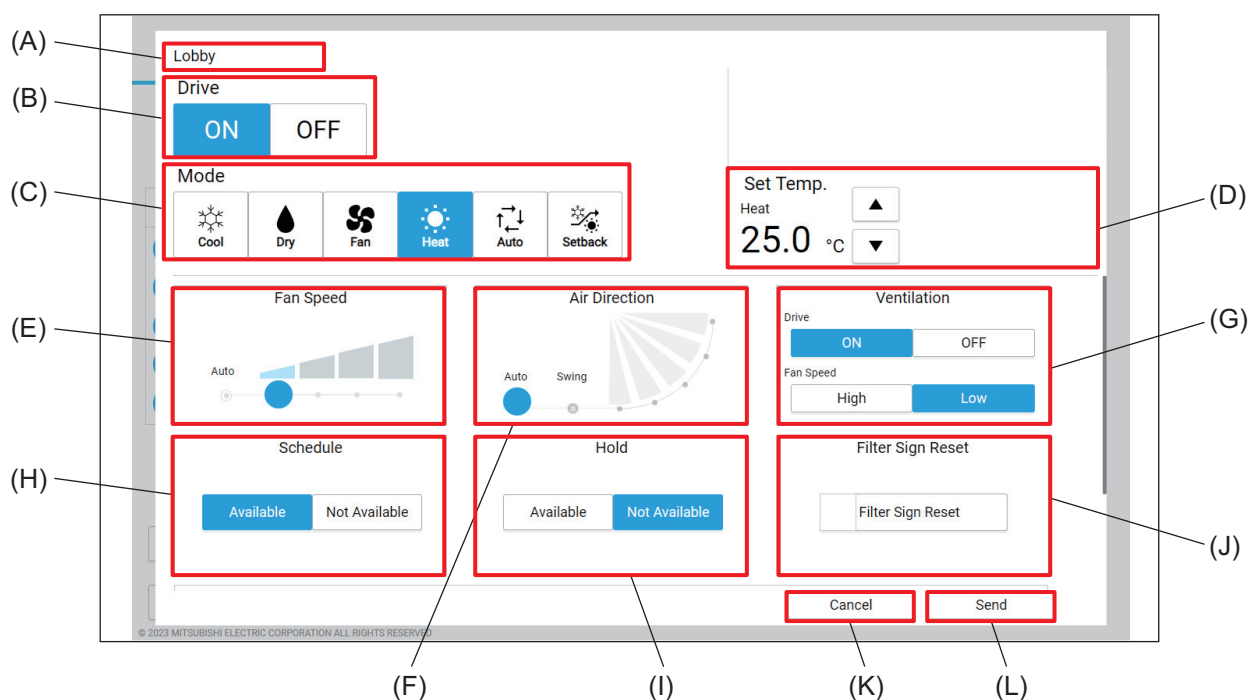 (A)
Lobby
(B)
Drive
ON OFF
(C)
Mode
Cool Dry Fan Heat Auto Setback
(D)
Set Temp.
Heat
25.0 °C
(E)
Fan Speed
Auto
Air Direction
Auto Swing
(G)
Ventilation
Drive
ON OFF
Fan Speed
High Low
(H)
Schedule
Available Not Available
Hold
Available Not Available
(J)
Filter Sign Reset
Filter Sign Reset
Cancel Send
© 2023 MITSUBISHI ELECTRIC CORPORATION ALL RIGHTS RESERVED
(F) (I) (K) (L)